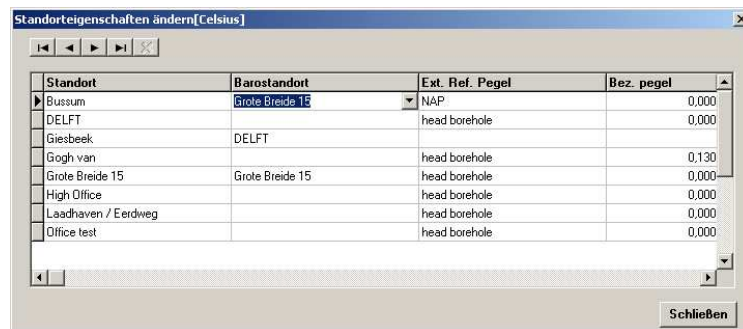 Standorteigenschaften ändern[Celsius]
Standort Barostandort Ext. Ref. Pegel Bez. pegel
Bussum Grote Breide 15 NAP 0,000
DELFT head borehole 0,000
Giesbeek DELFT
Gogh van head borehole 0,130
Grote Breide 15 Grote Breide 15 head borehole 0,000
High Office head borehole 0,000
Laadhaven / Eerdweg head borehole 0,000
Office test head borehole 0,000
Schließen